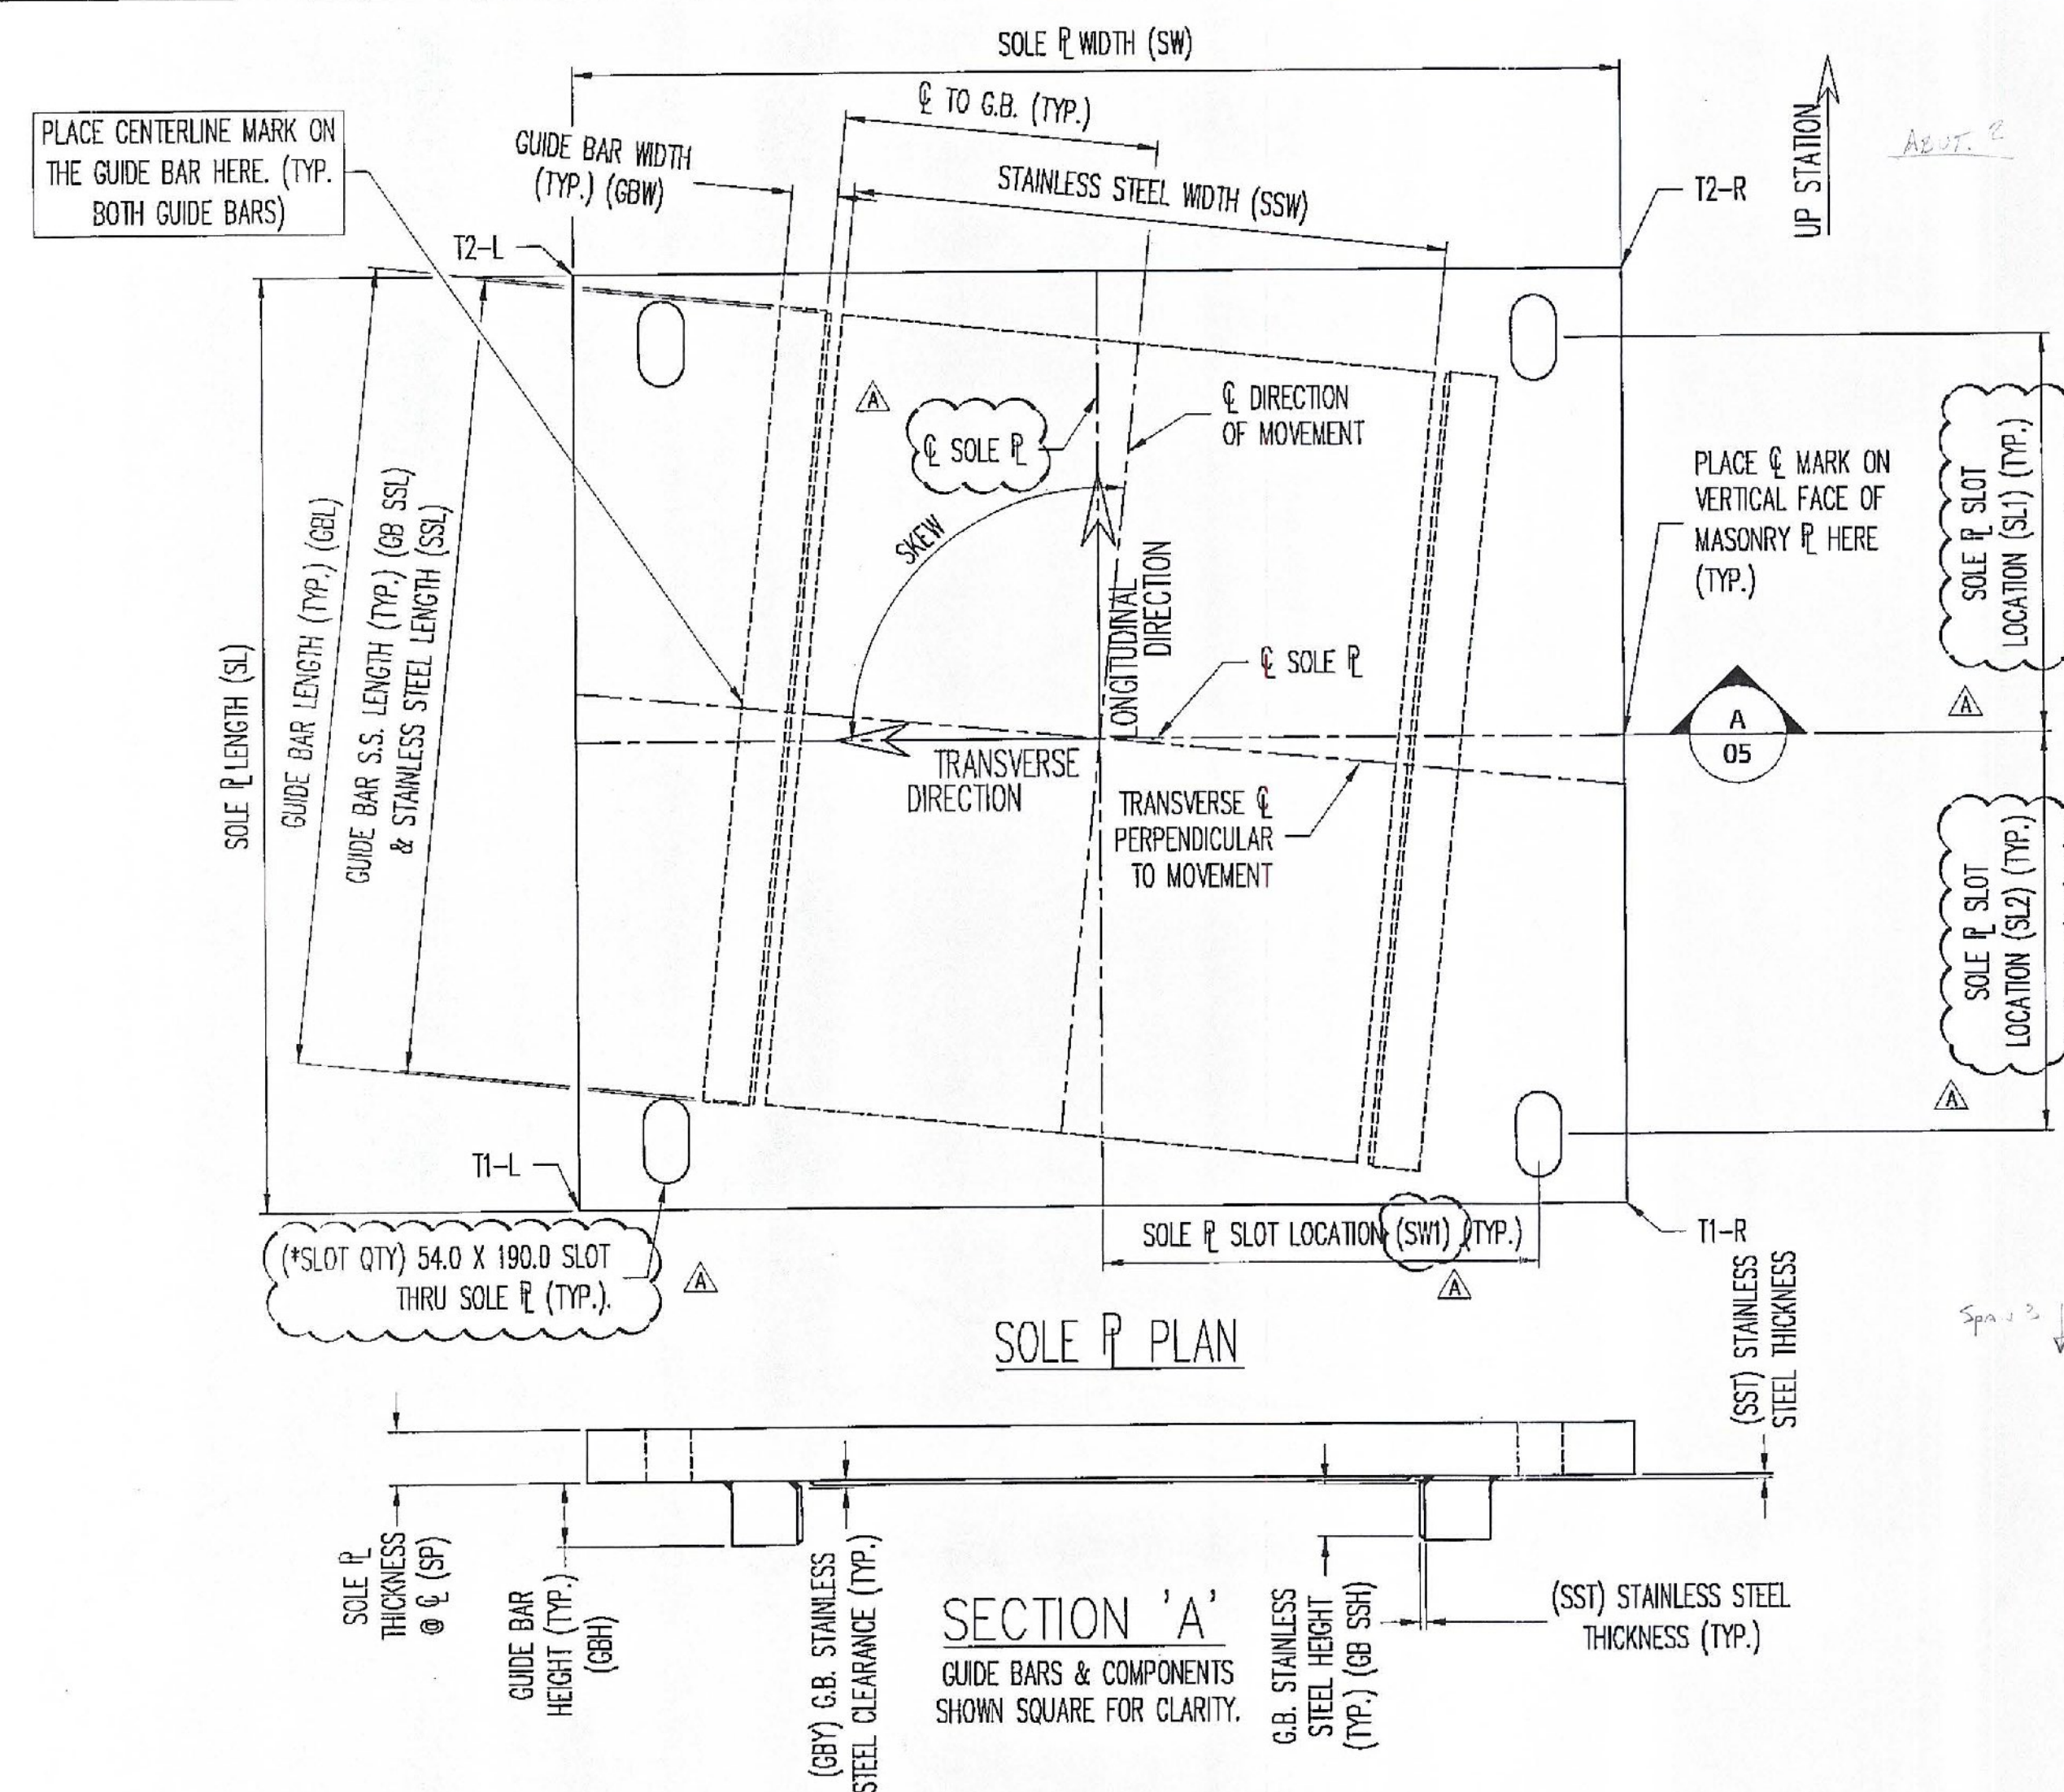 SOLE ⅊ WIDTH (SW)
℄ TO G.B. (TYP.)
PLACE CENTERLINE MARK ON
THE GUIDE BAR HERE. (TYP.
BOTH GUIDE BARS)
GUIDE BAR WIDTH
(TYP.) (GBW)
STAINLESS STEEL WIDTH (SSW)
T2-L
T2-R
UP STATION
ABUT. 2
A
℄ SOLE ⅊
℄ DIRECTION
OF MOVEMENT
SKEW
LONGITUDINAL
DIRECTION
℄ SOLE ⅊
PLACE ℄ MARK ON
VERTICAL FACE OF
MASONRY ⅊ HERE
(TYP.)
SOLE ⅊ SLOT
LOCATION (SL1) (TYP.)
A
A
05
SOLE ⅊ LENGTH (SL)
GUIDE BAR LENGTH (TYP.) (GBL)
GUIDE BAR S.S. LENGTH (TYP.) (GB SSL)
& STAINLESS STEEL LENGTH (SSL)
TRANSVERSE
DIRECTION
TRANSVERSE ℄
PERPENDICULAR
TO MOVEMENT
SOLE ⅊ SLOT
LOCATION (SL2) (TYP.)
A
T1-L
T1-R
(*SLOT QTY) 54.0 X 190.0 SLOT
THRU SOLE ⅊ (TYP.).
A
SOLE ⅊ SLOT LOCATION (SW1) (TYP.)
A
SOLE ⅊ PLAN
(SST) STAINLESS
STEEL THICKNESS
Span 3
SOLE ⅊
THICKNESS
@ ℄ (SP)
GUIDE BAR
HEIGHT (TYP.)
(GBH)
(GBY) G.B. STAINLESS
STEEL CLEARANCE (TYP.)
SECTION 'A'
GUIDE BARS & COMPONENTS
SHOWN SQUARE FOR CLARITY.
G.B. STAINLESS
STEEL HEIGHT
(TYP.) (GB SSH)
(SST) STAINLESS STEEL
THICKNESS (TYP.)